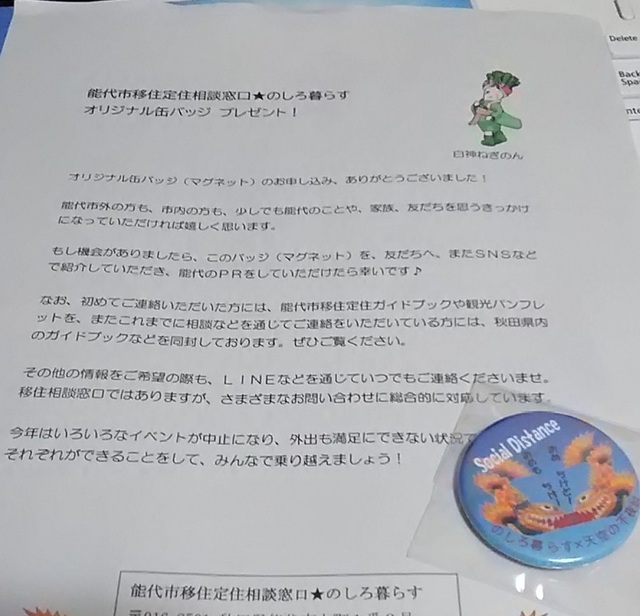 能代市移住定住相談窓口★のしろ暮らす
オリジナル缶バッジ プレゼント!
白神ねぎのん
オリジナル缶バッジ(マグネット)のお申し込み、ありがとうございました!
能代市外の方も、市内の方も、少しでも能代のことや、家族、友だちを思うきっかけ
になっていただければ嬉しく思います。
もし機会がありましたら、このバッジ(マグネット)を、友だちへ、またSNSなど
で紹介していただき、能代のPRをしていただけたら幸いです♪
なお、初めてご連絡いただいた方には、能代市移住定住ガイドブックや観光パンフレ
ットを、またこれまでに相談などを通じてご連絡をいただいている方には、秋田県内
のガイドブックなどを同封しております。ぜひご覧ください。
その他の情報をご希望の際も、LINEなどを通じていつでもご連絡くださいませ。
移住相談窓口ではありますが、さまざまなお問い合わせに総合的に対応しています。
今年はいろいろなイベントが中止になり、外出も満足にできない状況で
それぞれができることをして、みんなで乗り越えましょう!
Social Distance
のしろ暮らす×天空の不夜
能代市移住定住相談窓口★のしろ暮らす
Delete